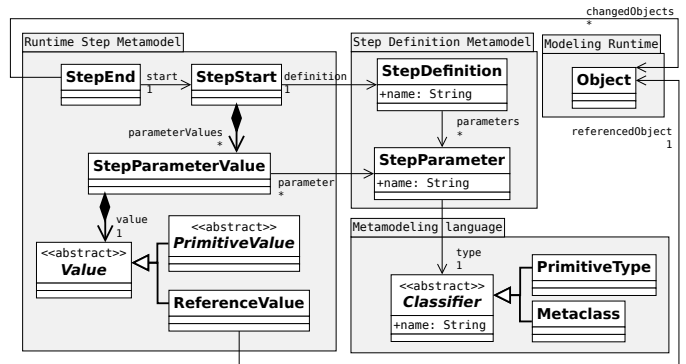 changedObjects
*
Runtime Step Metamodel
Step Definition Metamodel
Modeling Runtime
StepEnd
start
1
StepStart
definition
1
StepDefinition
+name: String
Object
parameterValues
*
parameters
*
referencedObject
1
StepParameterValue
parameter
*
StepParameter
+name: String
value
1
<<abstract>>
PrimitiveValue
Metamodeling language
<<abstract>>
Value
type
1
PrimitiveType
<<abstract>>
Classifier
+name: String
ReferenceValue
Metaclass